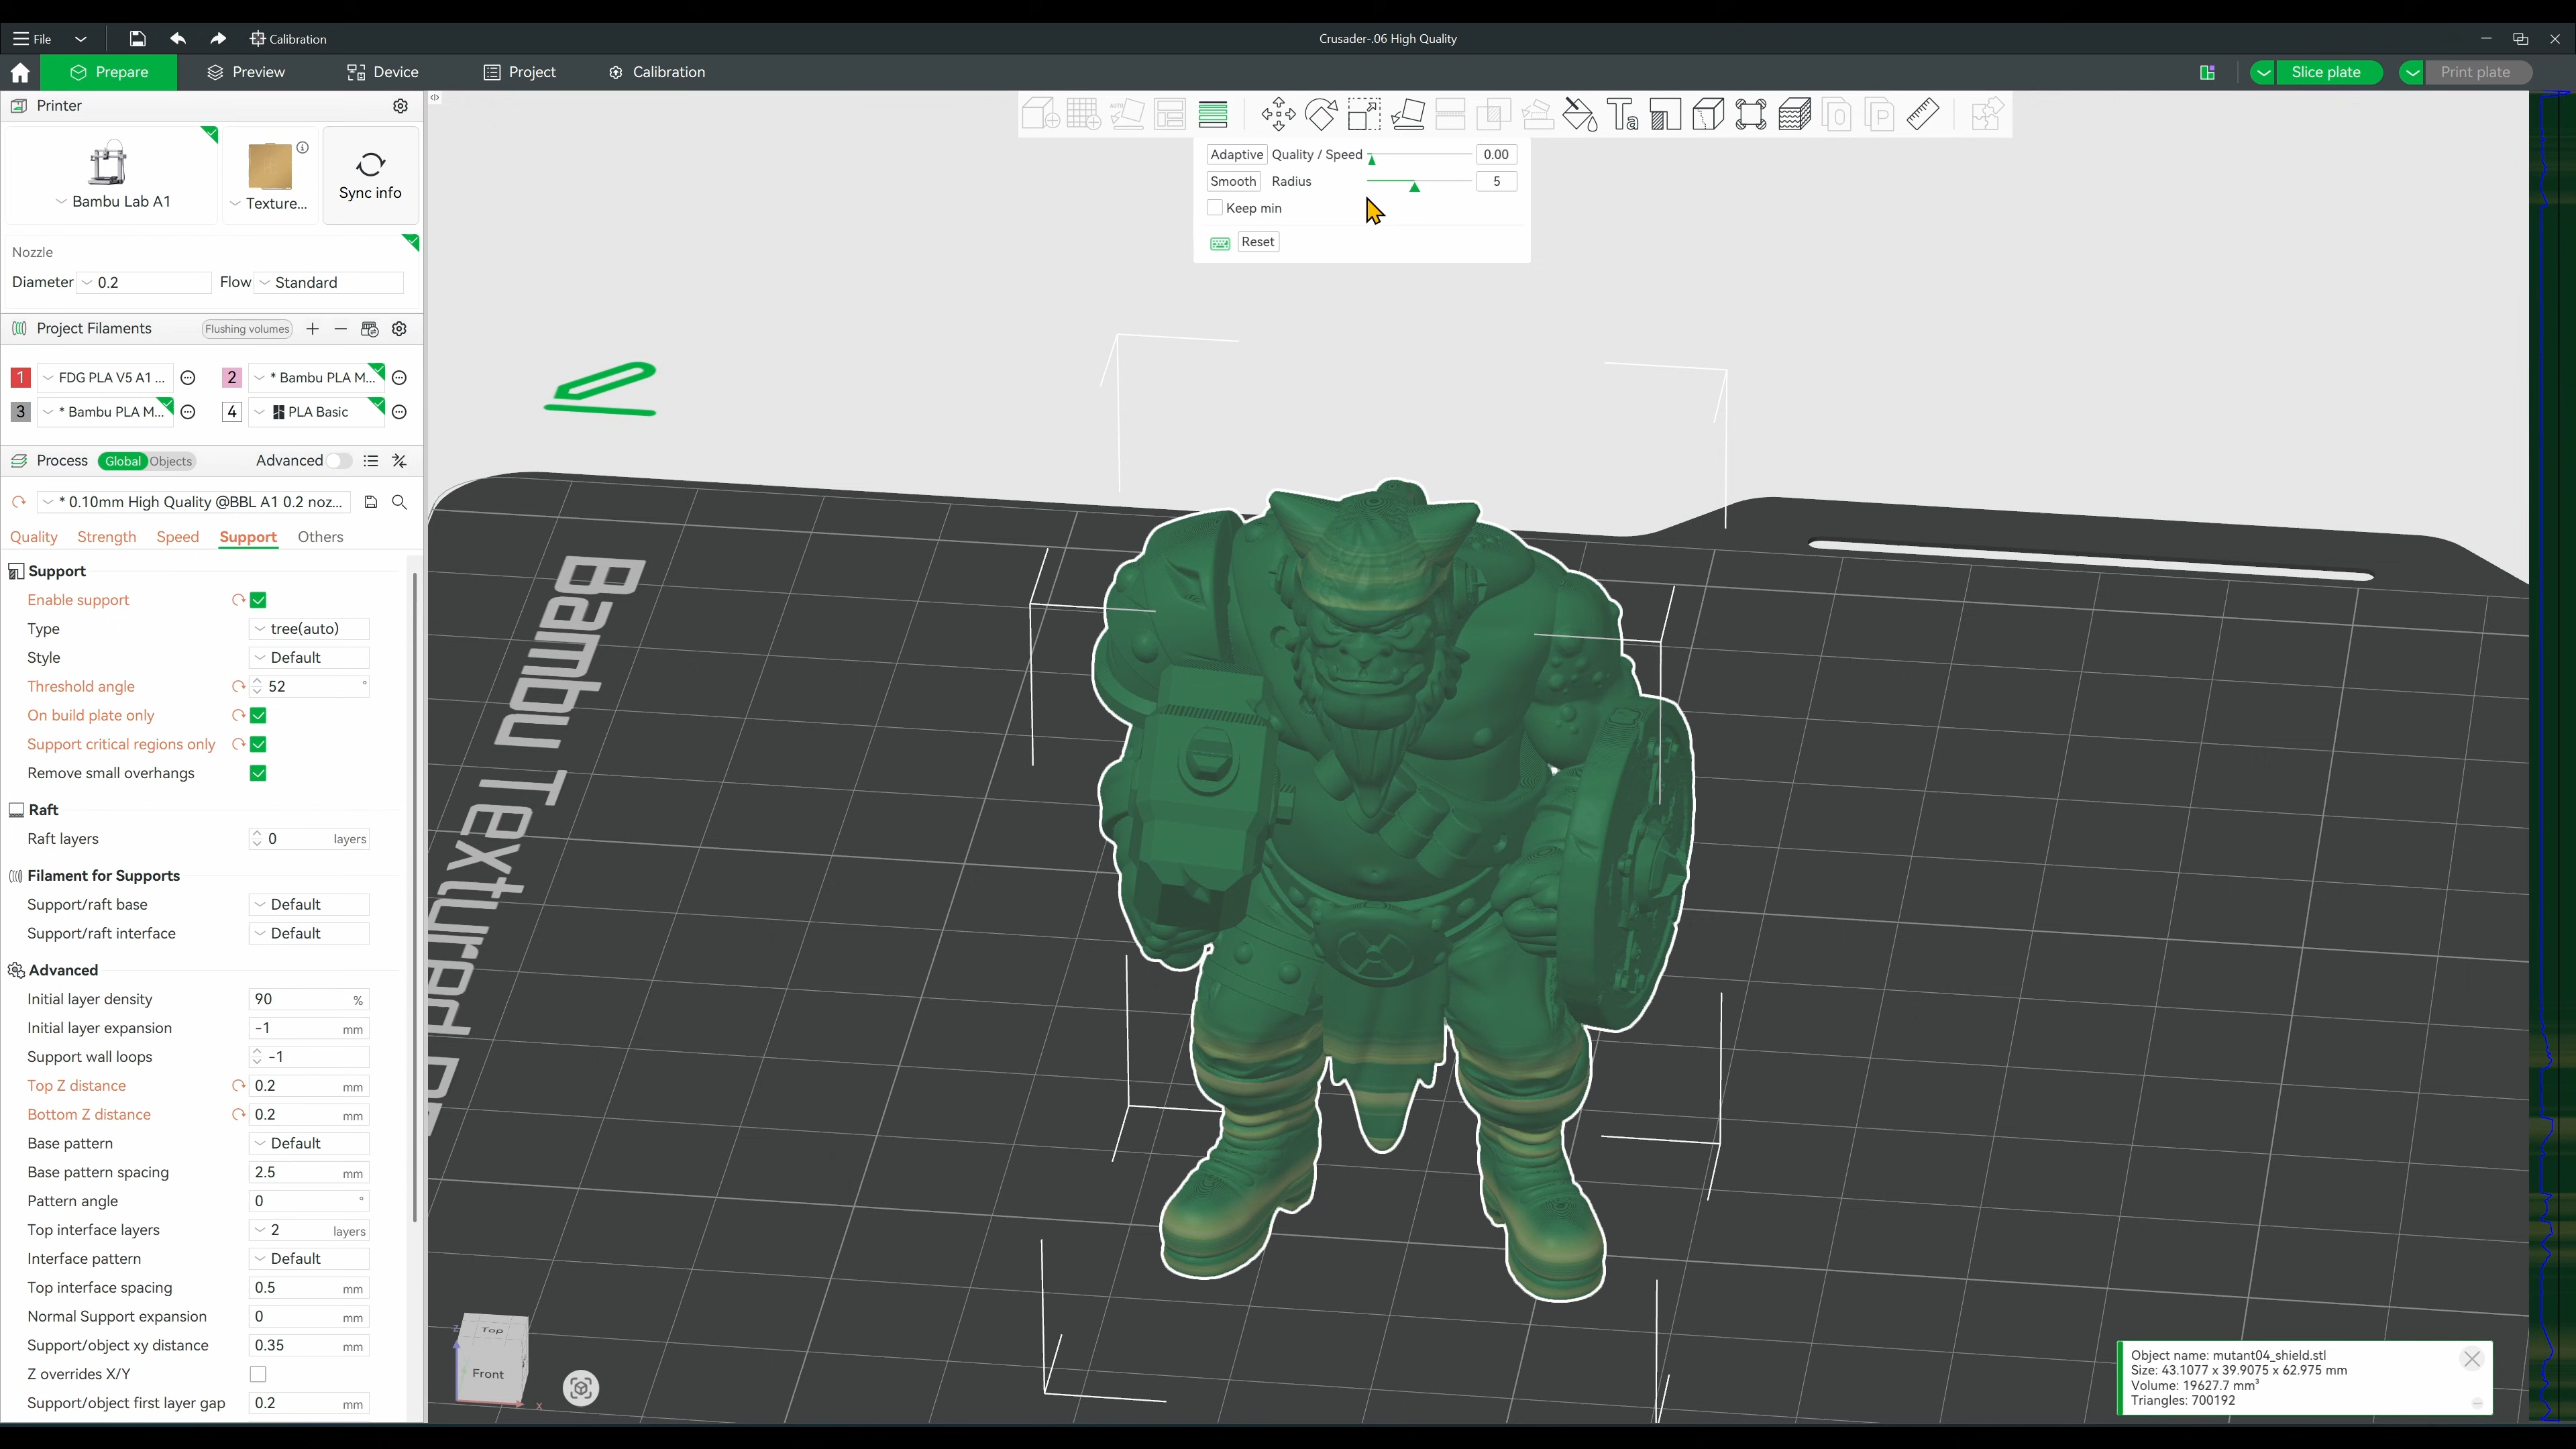 File
Calibration
Crusader-.06 High Quality
Prepare
Preview
Device
Project
Calibration
Slice plate
Print plate
Printer
Bambu Lab A1
Texture...
Sync info
Nozzle
Diameter 0.2 Flow Standard
Project Filaments Flushing volumes
1 FDG PLA V5 A1 ... 2 * Bambu PLA M...
3 * Bambu PLA M... 4 PLA Basic
Process Global Objects Advanced
* 0.10mm High Quality @BBL A1 0.2 noz...
Quality Strength Speed Support Others
Support
Enable support
Type tree(auto)
Style Default
Threshold angle 52 °
On build plate only
Support critical regions only
Remove small overhangs
Raft
Raft layers 0 layers
Filament for Supports
Support/raft base Default
Support/raft interface Default
Advanced
Initial layer density 90 %
Initial layer expansion -1 mm
Support wall loops -1
Top Z distance 0.2 mm
Bottom Z distance 0.2 mm
Base pattern Default
Base pattern spacing 2.5 mm
Pattern angle 0 °
Top interface layers 2 layers
Interface pattern Default
Top interface spacing 0.5 mm
Normal Support expansion 0 mm
Support/object xy distance 0.35 mm
Z overrides X/Y
Support/object first layer gap 0.2 mm
AUTO
Adaptive Quality / Speed 0.00
Smooth Radius 5
Keep min
Reset
Bambu Textured
Top
Front
z
x
Object name: mutant04_shield.stl
Size: 43.1077 x 39.9075 x 62.975 mm
Volume: 19627.7 mm³
Triangles: 700192